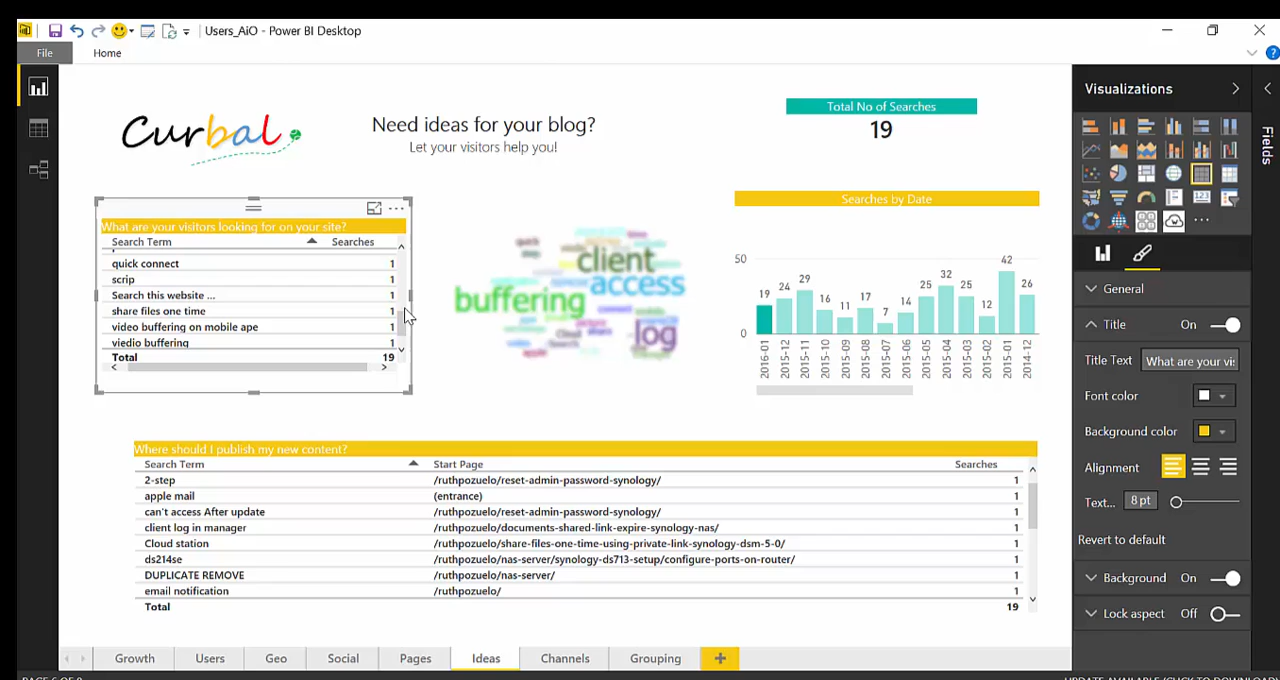 Users_AiO - Power BI Desktop
File
Home
Curbal
Need ideas for your blog?
Let your visitors help you!
Total No of Searches
19
What are your visitors looking for on your site?
Search Term Searches
quick connect 1
scrip 1
Search this website ... 1
share files one time 1
video buffering on mobile ape 1
viedio buffering 1
Total 19
client
access
buffering
log
Searches by Date
50
0
19 24 29 16 11 17 7 14 25 32 25 12 42 26
2016-01 2015-12 2015-11 2015-10 2015-09 2015-08 2015-07 2015-06 2015-05 2015-04 2015-03 2015-02 2015-01 2014-12
Where should I publish my new content?
Search Term Start Page Searches
2-step /ruthpozuelo/reset-admin-password-synology/ 1
apple mail (entrance) 1
can't access After update /ruthpozuelo/reset-admin-password-synology/ 1
client log in manager /ruthpozuelo/documents-shared-link-expire-synology-nas/ 1
Cloud station /ruthpozuelo/share-files-one-time-using-private-link-synology-dsm-5-0/ 1
ds214se /ruthpozuelo/nas-server/synology-ds713-setup/configure-ports-on-router/ 1
DUPLICATE REMOVE /ruthpozuelo/nas-server/ 1
email notification /ruthpozuelo/ 1
Total 19
Growth
Users
Geo
Social
Pages
Ideas
Channels
Grouping
Visualizations
Fields
General
Title On
Title Text What are your vis
Font color
Background color
Alignment
Text... 8 pt
Revert to default
Background On
Lock aspect Off
PAGE 6 OF 8
UPDATE AVAILABLE (CLICK TO DOWNLOAD)